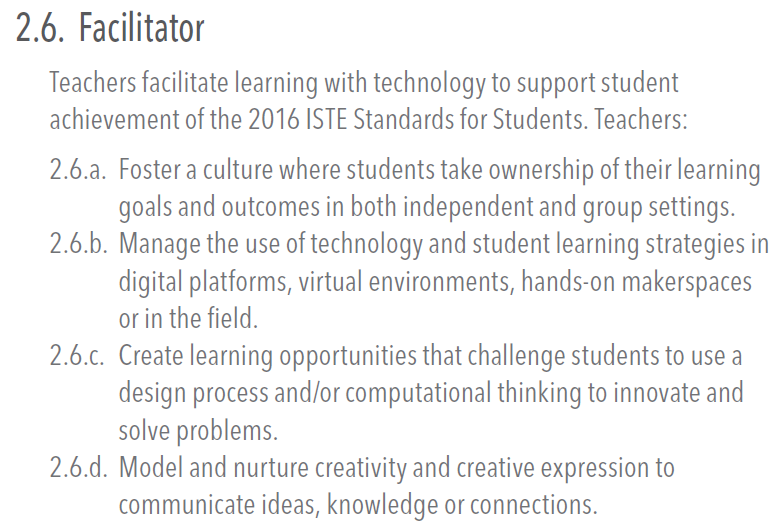 2.6. Facilitator
Teachers facilitate learning with technology to support student
achievement of the 2016 ISTE Standards for Students. Teachers:
2.6.a. Foster a culture where students take ownership of their learning
goals and outcomes in both independent and group settings.
2.6.b. Manage the use of technology and student learning strategies in
digital platforms, virtual environments, hands-on makerspaces
or in the field.
2.6.c. Create learning opportunities that challenge students to use a
design process and/or computational thinking to innovate and
solve problems.
2.6.d. Model and nurture creativity and creative expression to
communicate ideas, knowledge or connections.